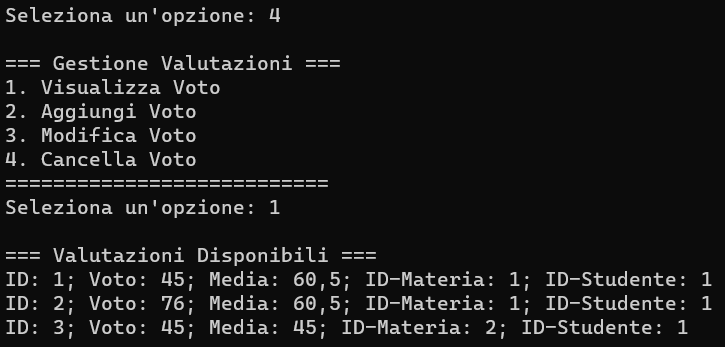 Seleziona un'opzione: 4
=== Gestione Valutazioni ===
1. Visualizza Voto
2. Aggiungi Voto
3. Modifica Voto
4. Cancella Voto
===========================
Seleziona un'opzione: 1
=== Valutazioni Disponibili ===
ID: 1; Voto: 45; Media: 60,5; ID-Materia: 1; ID-Studente: 1
ID: 2; Voto: 76; Media: 60,5; ID-Materia: 1; ID-Studente: 1
ID: 3; Voto: 45; Media: 45; ID-Materia: 2; ID-Studente: 1